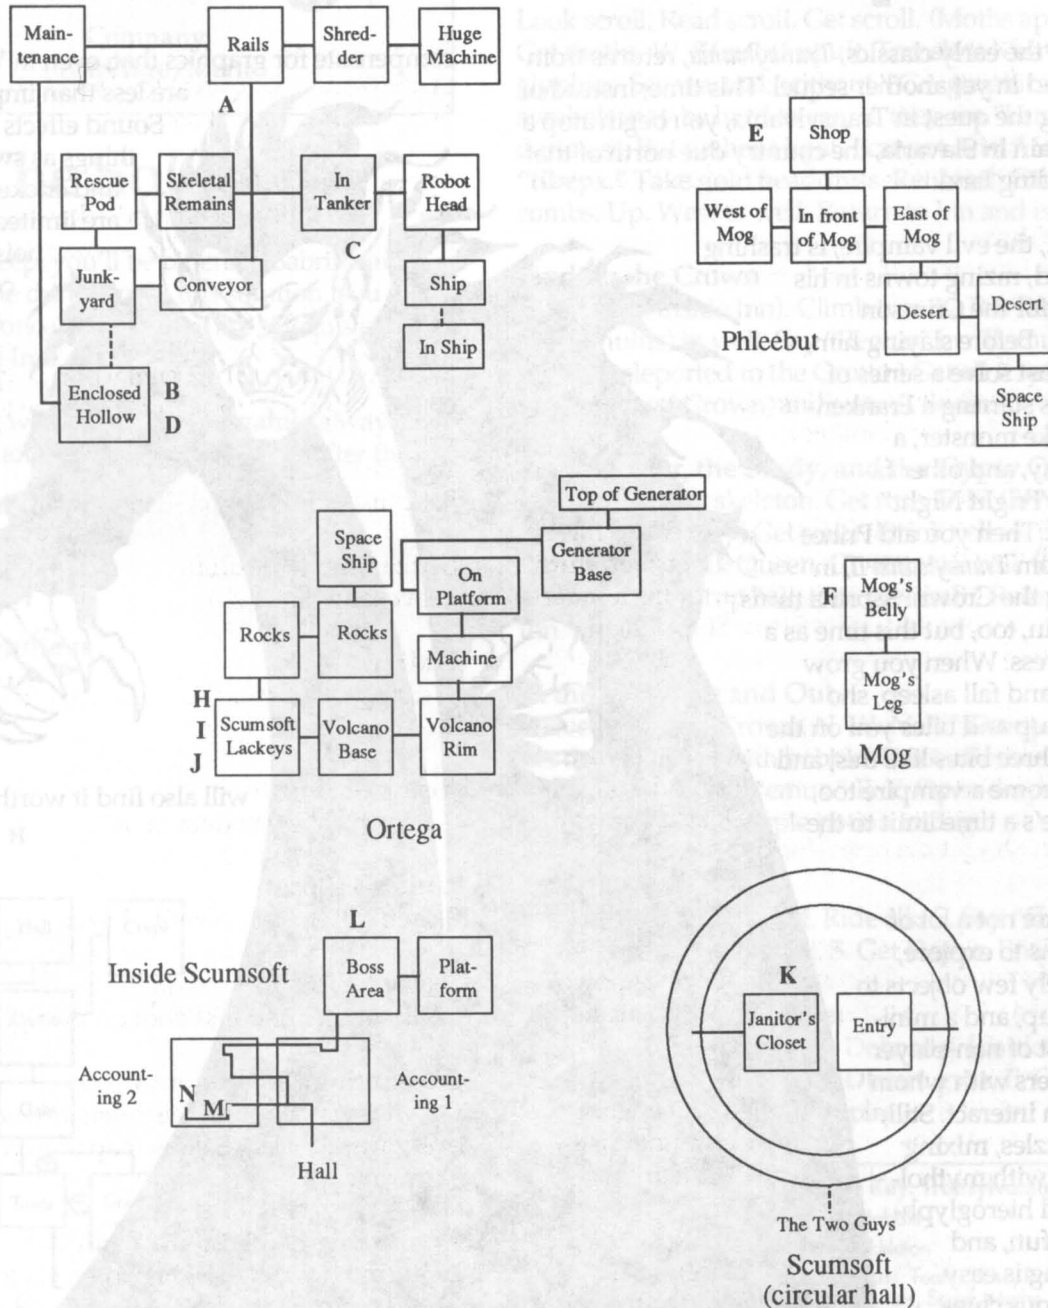 Main-
tenance
Rails
Shred-
der
Huge
Machine
A
Rescue
Pod
Skeletal
Remains
In
Tanker
Robot
Head
C
Junk-
yard
Conveyor
Ship
In Ship
Enclosed
Hollow
B
D
E
Shop
West of
Mog
In front
of Mog
East of
Mog
Desert
Desert
Phleebut
Space
Ship
Top of Generator
Space
Ship
On
Platform
Generator
Base
Rocks
Rocks
Machine
F
Mog's
Belly
Mog's
Leg
Mog
H
I
J
Scumsoft
Lackeys
Volcano
Base
Volcano
Rim
Ortega
L
Inside Scumsoft
Boss
Area
Plat-
form
Account-
ing 2
N
M
Account-
ing 1
Hall
K
Janitor's
Closet
Entry
The Two Guys
Scumsoft
(circular hall)